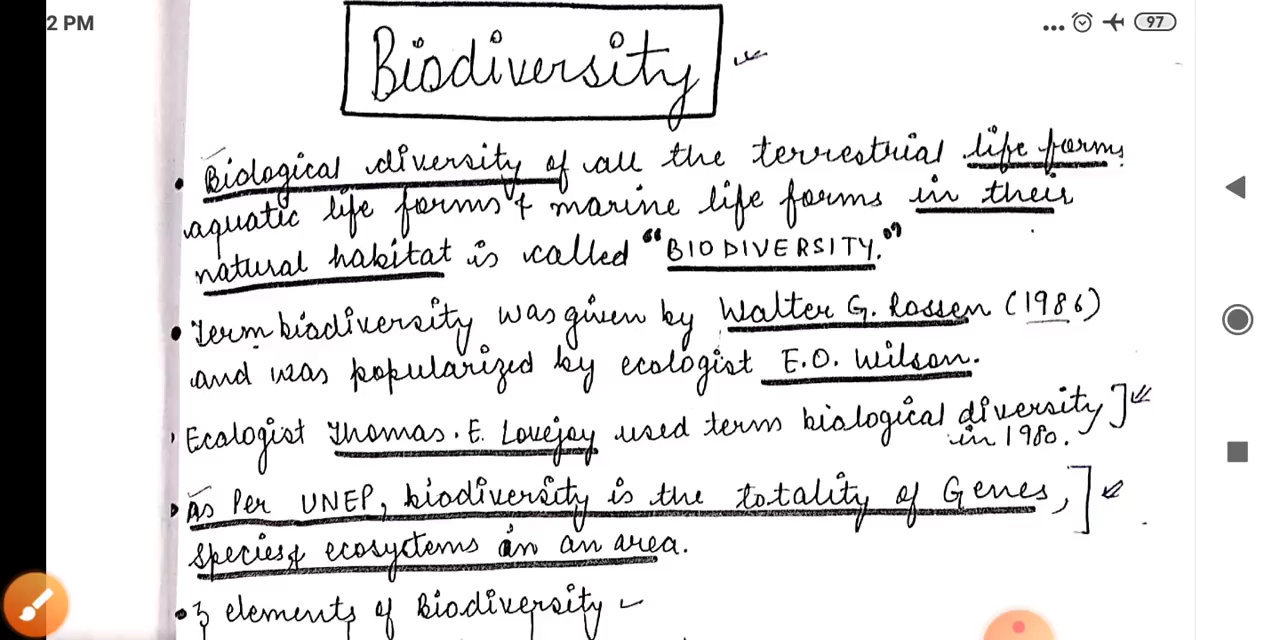 2 PM
... 97
Biodiversity
• Biological diversity of all the terrestrial life forms
aquatic life forms & marine life forms in their
natural habitat is called "BIODIVERSITY."
• Term biodiversity was given by Walter G. Rossen (1986)
and was popularized by ecologist E.O. Wilson.
Ecologist Thomas. E. Lovejoy used term biological diversity]
in 1980.
• As Per UNEP, biodiversity is the totality of Genes,]
species & ecosystems in an area.
• 3 elements of Biodiversity